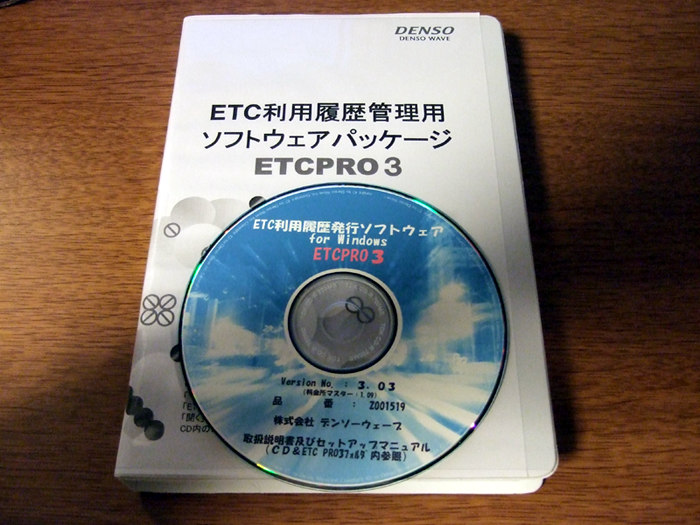 DENSO
DENSO WAVE
ETC利用履歴管理用
ソフトウェアパッケージ
ETCPRO3
ETC利用履歴発行ソフトウェア
for Windows
ETCPRO3
Version No. : 3.03
(料金所マスター:1.09)
品 番 : Z001519
株式会社 デンソーウェーブ
取扱説明書及びセットアップマニュアル
(CD&ETC PRO3フォルダ内参照)
CD内の